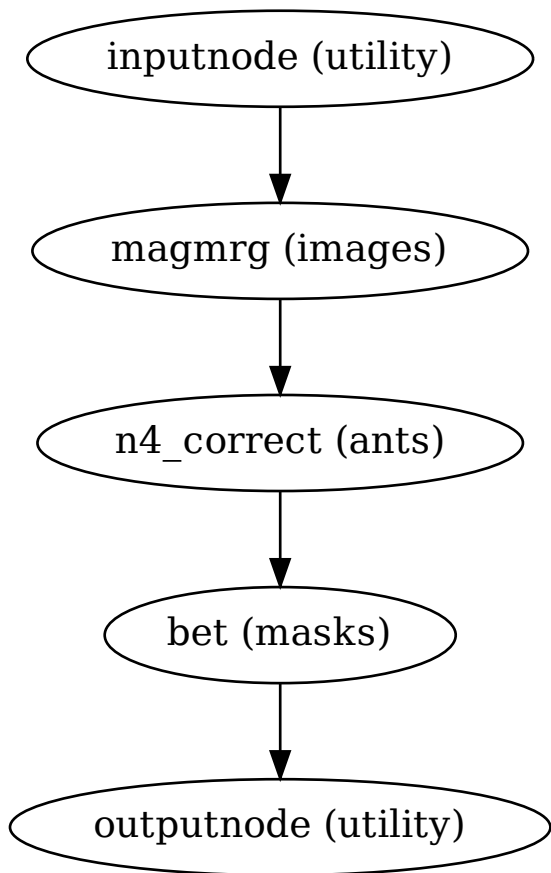 inputnode (utility)
magmrg (images)
n4_correct (ants)
bet (masks)
outputnode (utility)